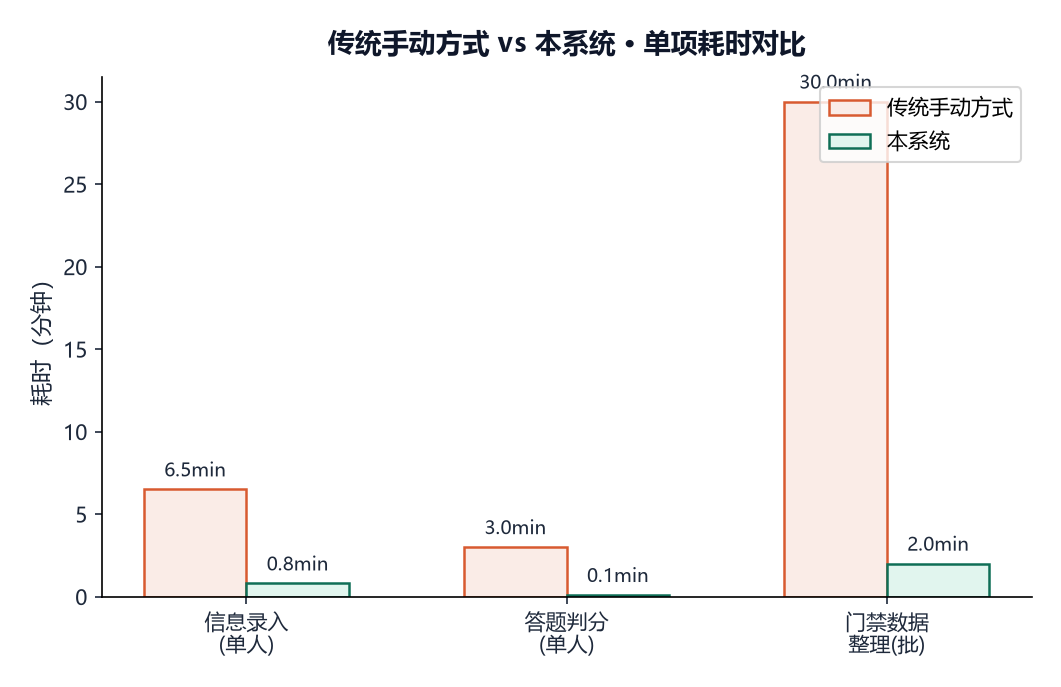 传统手动方式 vs 本系统 • 单项耗时对比
耗时（分钟）
30
25
20
15
10
5
0
6.5min
0.8min
3.0min
0.1min
30.0min
2.0min
传统手动方式
本系统
信息录入
(单人)
答题判分
(单人)
门禁数据
整理(批)